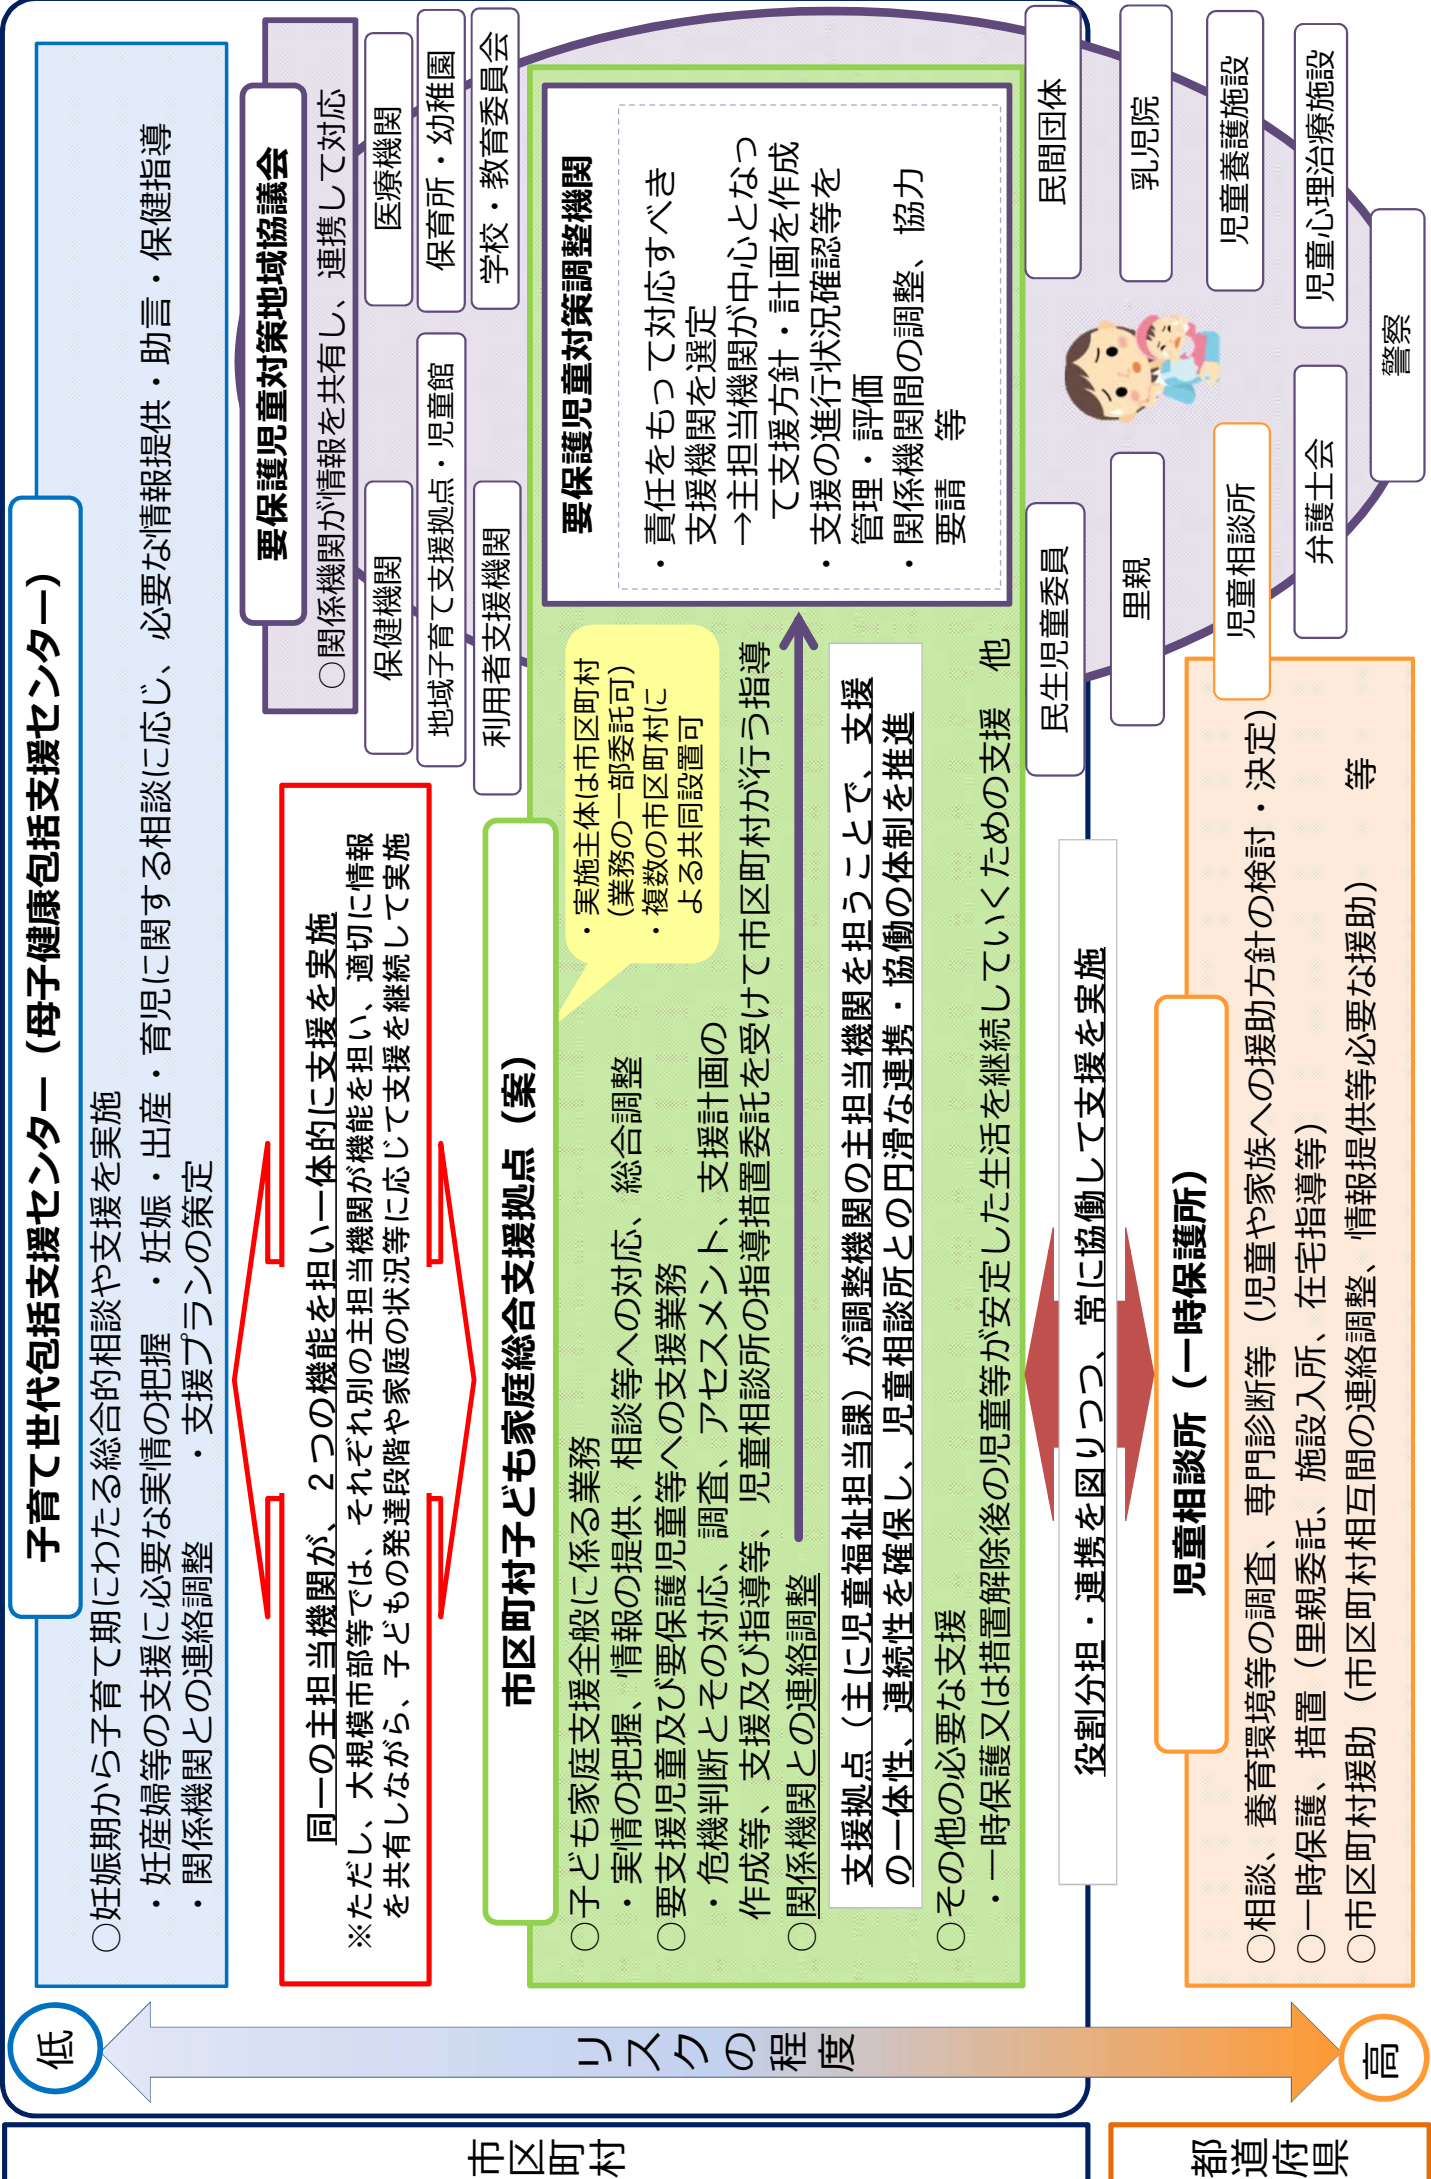 市区町村
都道府県
低
リスクの程度
高
子育て世代包括支援センター（母子健康包括支援センター）
○妊娠期から子育て期にわたる総合的相談や支援を実施
・妊産婦等の支援に必要な実情の把握　・妊娠・出産・育児に関する相談に応じ、必要な情報提供・助言・保健指導
・関係機関との連絡調整　　・支援プランの策定
同一の主担当機関が、２つの機能を担い一体的に支援を実施
※ただし、大規模市部等では、それぞれ別の主担当機関が機能を担い、適切に情報
を共有しながら、子どもの発達段階や家庭の状況等に応じて支援を継続して実施
要保護児童対策地域協議会
○関係機関が情報を共有し、連携して対応
保健機関
医療機関
地域子育て支援拠点・児童館
保育所・幼稚園
利用者支援機関
学校・教育委員会
市区町村子ども家庭総合支援拠点（案）
・実施主体は市区町村
（業務の一部委託可）
・複数の市区町村に
よる共同設置可
○子ども家庭支援全般に係る業務
・実情の把握、情報の提供、相談等への対応、総合調整
○要支援児童及び要保護児童等への支援業務
・危機判断とその対応、調査、アセスメント、支援計画の
作成等、支援及び指導等、児童相談所の指導措置委託を受けて市区町村が行う指導
○関係機関との連絡調整
支援拠点（主に児童福祉担当課）が調整機関の主担当機関を担うことで、支援
の一体性、連続性を確保し、児童相談所との円滑な連携・協働の体制を推進
○その他の必要な支援
・一時保護又は措置解除後の児童等が安定した生活を継続していくための支援　他
要保護児童対策調整機関
・責任をもって対応すべき
支援機関を選定
→主担当機関が中心となっ
て支援方針・計画を作成
・支援の進行状況確認等を
管理・評価
・関係機関間の調整、協力
要請　等
役割分担・連携を図りつつ、常に協働して支援を実施
民生児童委員
民間団体
里親
乳児院
児童相談所
児童養護施設
弁護士会
児童心理治療施設
警察
児童相談所（一時保護所）
○相談、養育環境等の調査、専門診断等（児童や家族への援助方針の検討・決定）
○一時保護、措置（里親委託、施設入所、在宅指導等）
○市区町村援助（市区町村相互間の連絡調整、情報提供等必要な援助）　　等